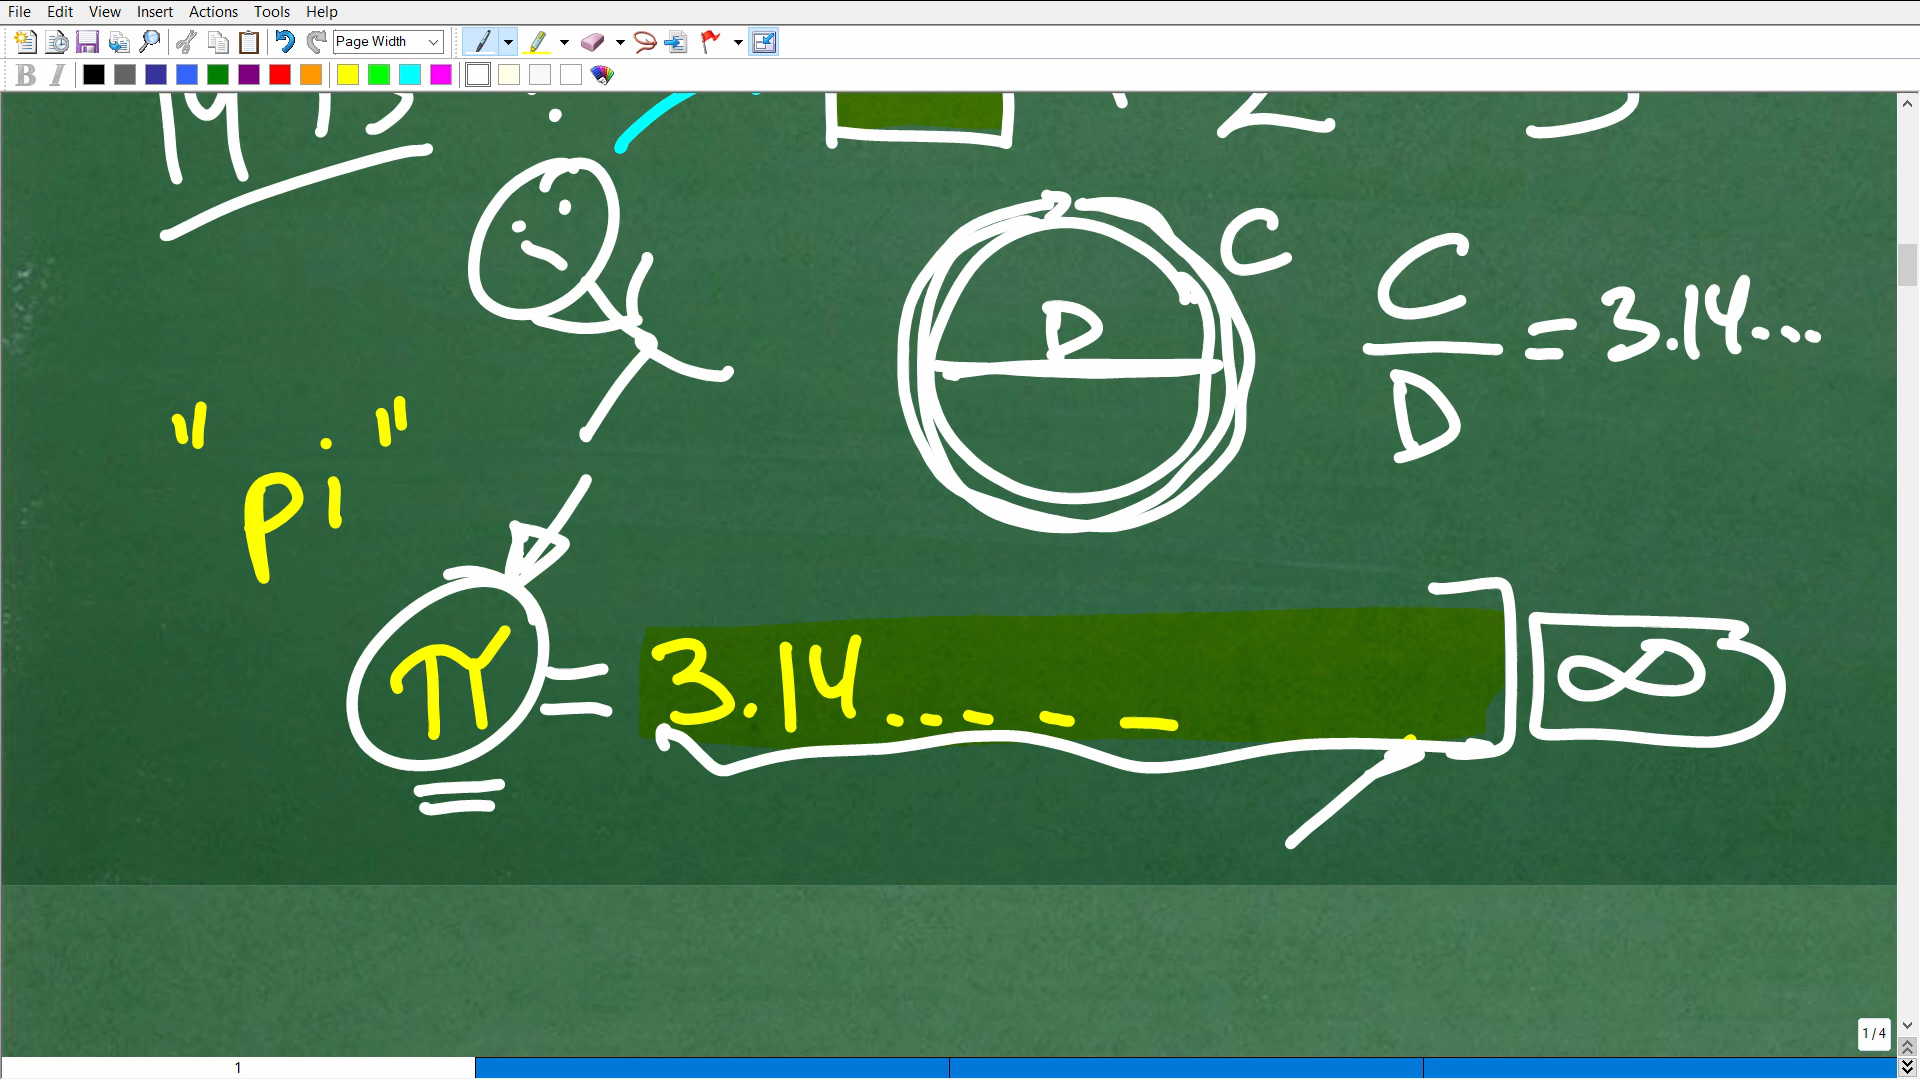 File Edit View Insert Actions Tools Help
Page Width
B I
C
D
C
D
= 3.14...
" pi "
π = 3.14..... ∞
1 / 4
1